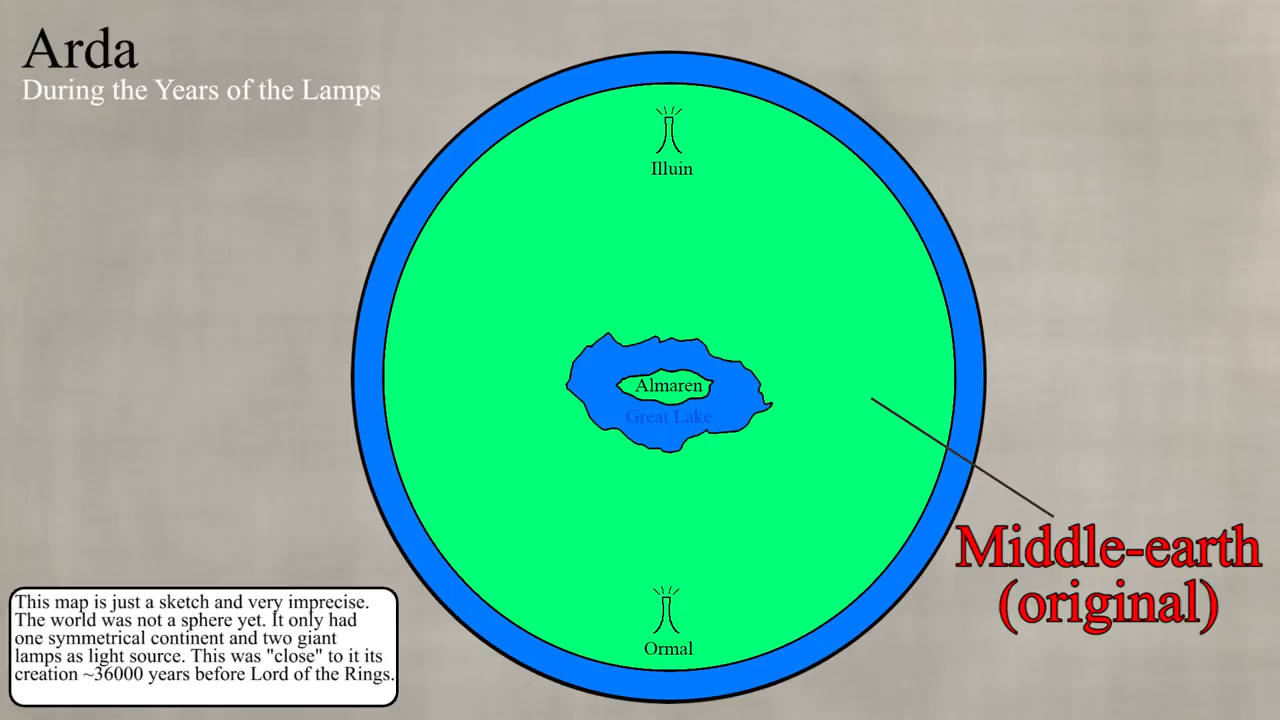 Arda
During the Years of the Lamps
Illuin
Almaren
Great Lake
Middle-earth
(original)
Ormal
This map is just a sketch and very imprecise.
The world was not a sphere yet. It only had
one symmetrical continent and two giant
lamps as light source. This was "close" to it its
creation ~36000 years before Lord of the Rings.